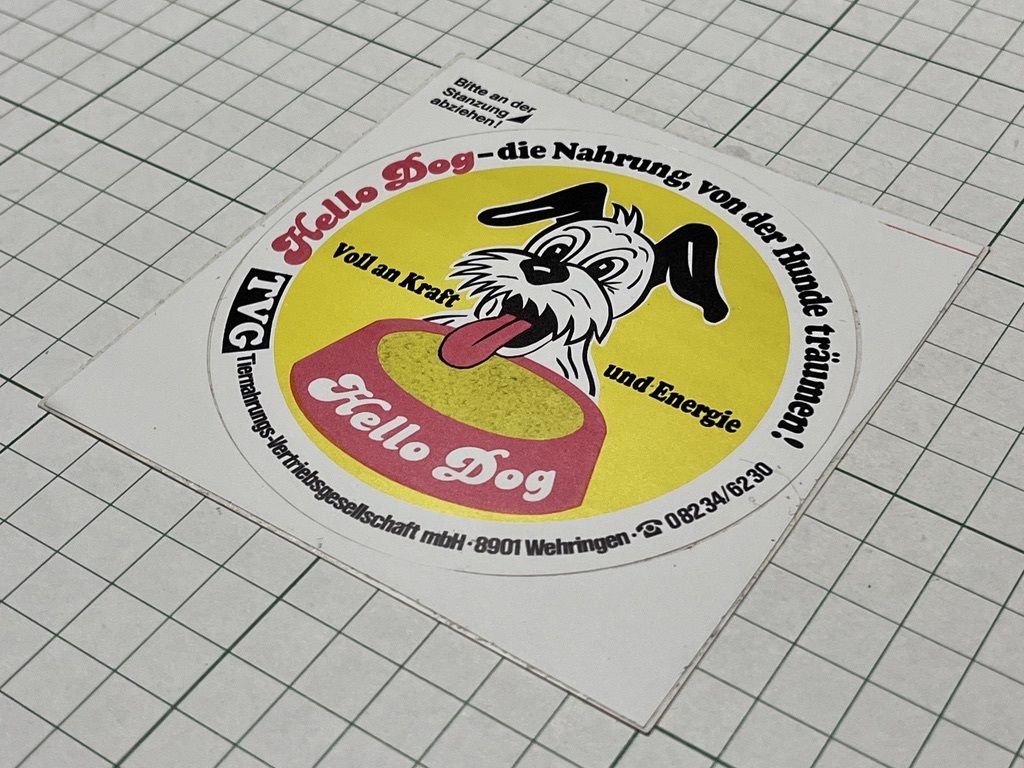 Bitte an der
Stanzung
abziehen!
Hello Dog – die Nahrung, von der Hunde träumen!
Voll an Kraft
und Energie
Hello Dog
TVG
Tiernahrungs-Vertriebsgesellschaft mbH · 8901 Wehringen · ☎ 08234/6230